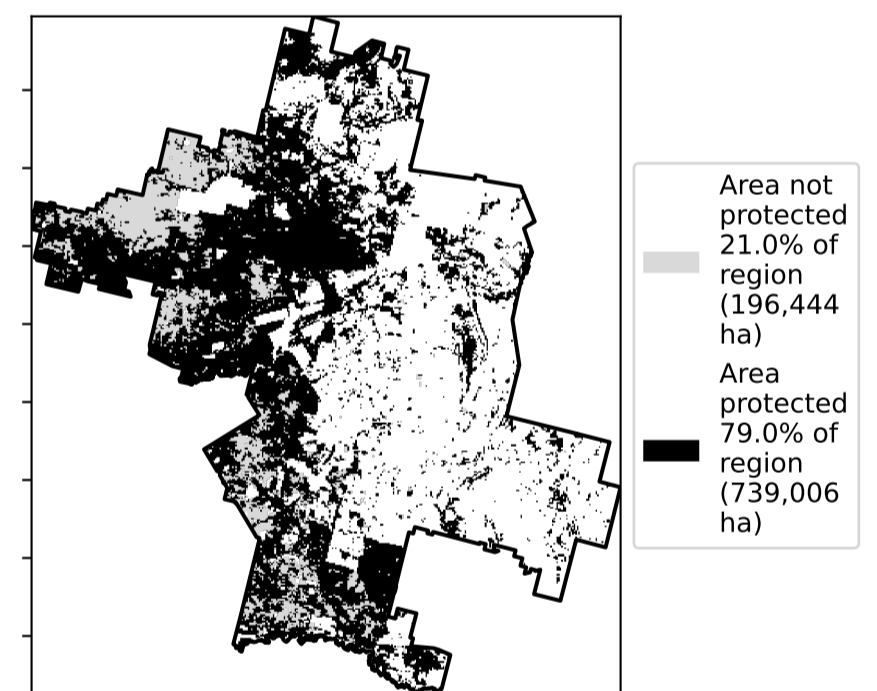 Area not
protected
21.0% of
region
(196,444
ha)
Area
protected
79.0% of
region
(739,006
ha)